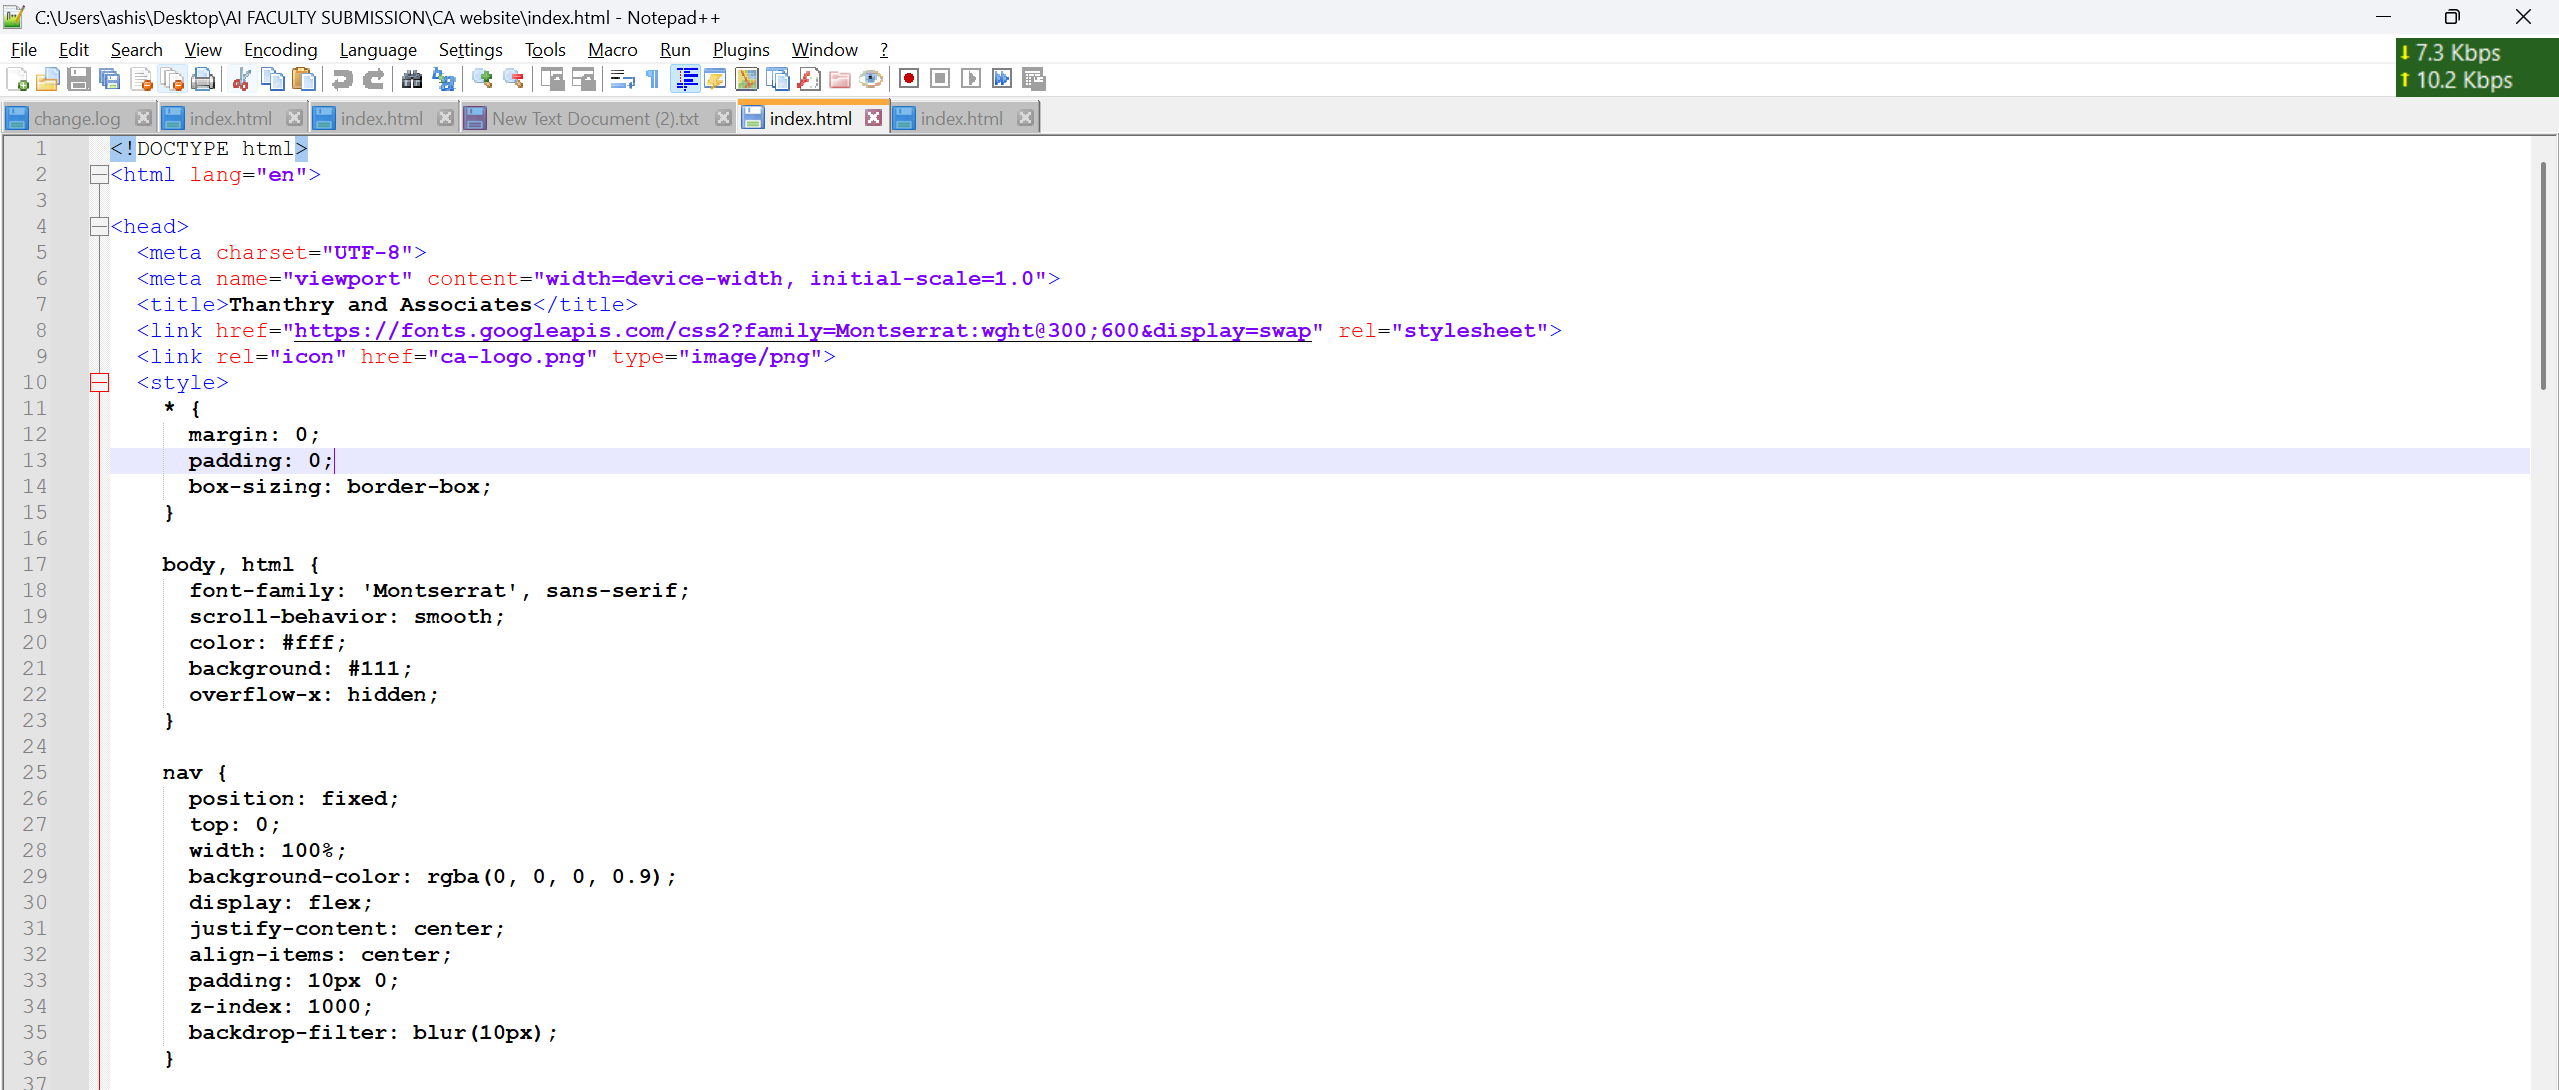 C:\Users\ashis\Desktop\AI FACULTY SUBMISSION\CA website\index.html - Notepad++
File Edit Search View Encoding Language Settings Tools Macro Run Plugins Window ?
7.3 Kbps
10.2 Kbps
change.log index.html index.html New Text Document (2).txt index.html index.html
1 <!DOCTYPE html>
2 <html lang="en">
3
4 <head>
5 <meta charset="UTF-8">
6 <meta name="viewport" content="width=device-width, initial-scale=1.0">
7 <title>Thanthry and Associates</title>
8 <link href="https://fonts.googleapis.com/css2?family=Montserrat:wght@300;600&display=swap" rel="stylesheet">
9 <link rel="icon" href="ca-logo.png" type="image/png">
10 <style>
11 * {
12 margin: 0;
13 padding: 0;
14 box-sizing: border-box;
15 }
16
17 body, html {
18 font-family: 'Montserrat', sans-serif;
19 scroll-behavior: smooth;
20 color: #fff;
21 background: #111;
22 overflow-x: hidden;
23 }
24
25 nav {
26 position: fixed;
27 top: 0;
28 width: 100%;
29 background-color: rgba(0, 0, 0, 0.9);
30 display: flex;
31 justify-content: center;
32 align-items: center;
33 padding: 10px 0;
34 z-index: 1000;
35 backdrop-filter: blur(10px);
36 }
37